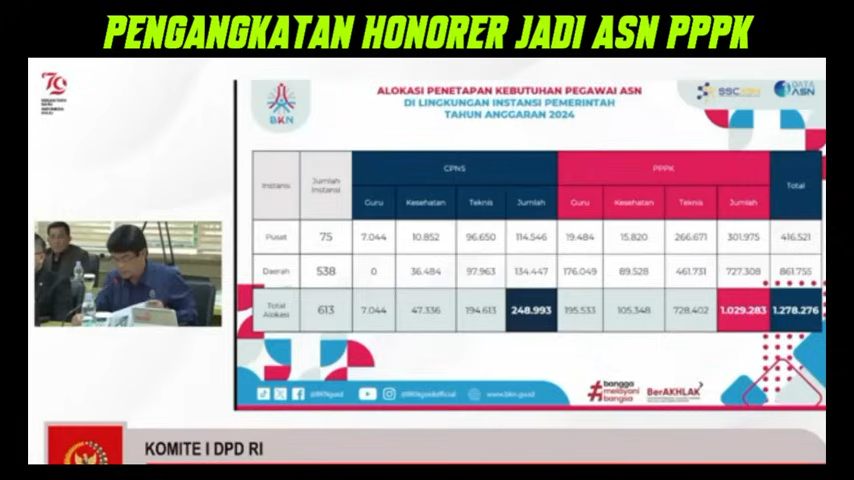 PENGANGKATAN HONORER JADI ASN PPPK
79
ALOKASI PENETAPAN KEBUTUHAN PEGAWAI ASN
DI LINGKUNGAN INSTANSI PEMERINTAH
TAHUN ANGGARAN 2024
BKN
SSCASN
DATA
ASN
Instansi Jumlah Instansi CPNS PPPK Total
Guru Kesehatan Teknis Jumlah Guru Kesehatan Teknis Jumlah
Pusat 75 7.044 10.852 96.650 114.546 19.484 15.820 266.671 301.975 416.521
Daerah 538 0 36.484 97.963 134.447 176.049 89.528 461.731 727.308 861.755
Total Alokasi 613 7.044 47.336 194.613 248.993 195.533 105.348 728.402 1.029.283 1.278.276
#bangga
melayani
bangsa
BerAKHLAK
KOMITE I DPD RI